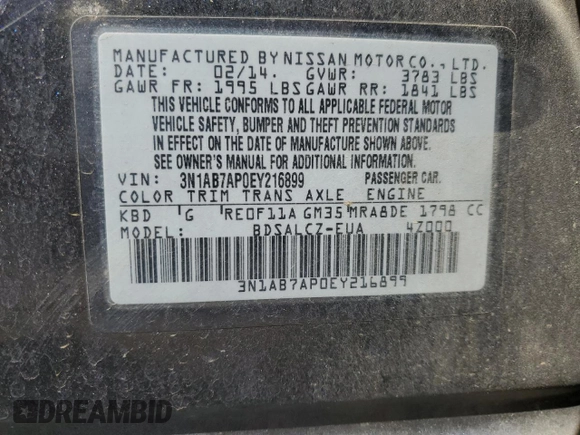 MANUFACTURED BY NISSAN MOTOR CO., LTD.
DATE: 02/14. GVWR: 3783 LBS
GAWR FR: 1995 LBS GAWR RR: 1841 LBS
THIS VEHICLE CONFORMS TO ALL APPLICABLE FEDERAL MOTOR
VEHICLE SAFETY, BUMPER AND THEFT PREVENTION STANDARDS
IN EFFECT ON THE DATE OF MANUFACTURE SHOWN ABOVE.
SEE OWNER'S MANUAL FOR ADDITIONAL INFORMATION.
VIN: 3N1AB7AP0EY216899 PASSENGER CAR.
COLOR TRIM TRANS AXLE ENGINE
KBD 'G 'RE0F11A GM35'MRA8DE 1798 CC
MODEL: BDSALCZ-EUA 4Z000
3N1AB7AP0EY216899
DREAMBID